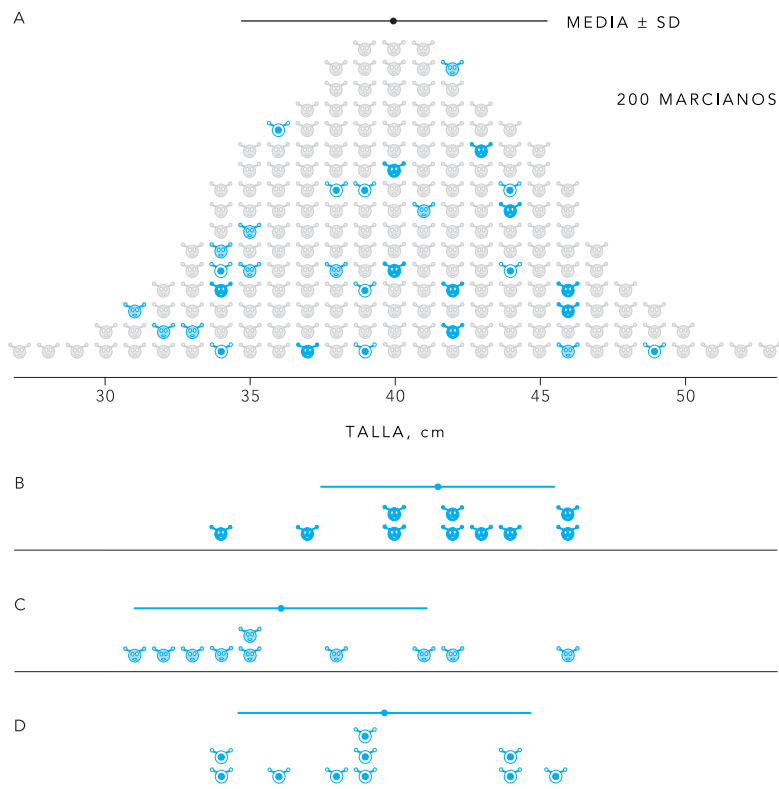 A
MEDIA ± SD
200 MARCIANOS
30 35 40 45 50
TALLA, cm
B
C
D